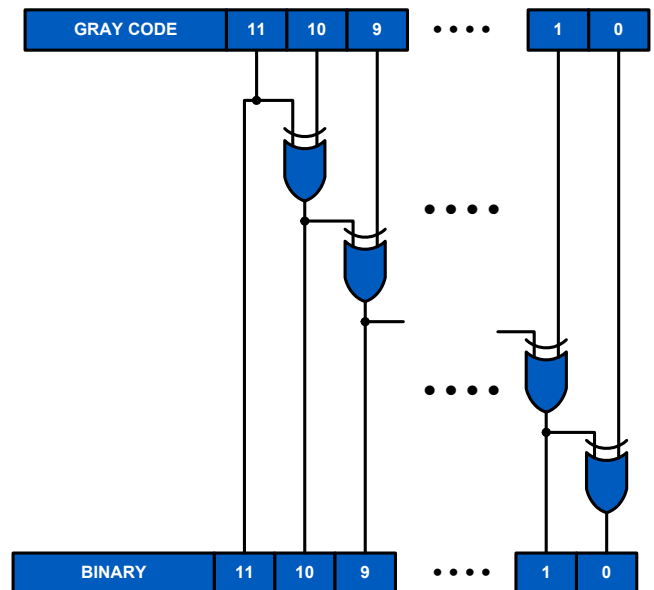 GRAY CODE 11 10 9 • • • • 1 0
• • • •
• • • •
BINARY 11 10 9 • • • • 1 0